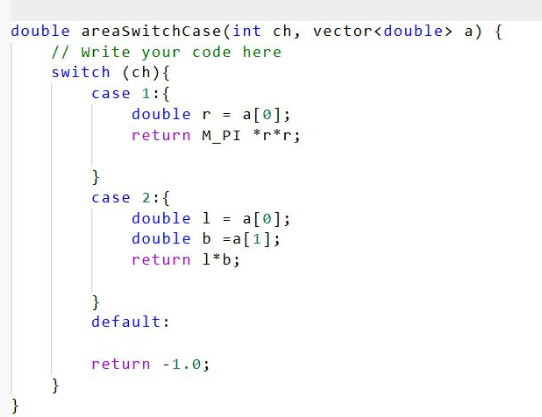 double areaSwitchCase(int ch, vector<double> a) {
    // Write your code here
    switch (ch){
        case 1:{
            double r = a[0];
            return M_PI *r*r;
        }
        case 2:{
            double l = a[0];
            double b =a[1];
            return l*b;
        }
        default:
        return -1.0;
    }
}